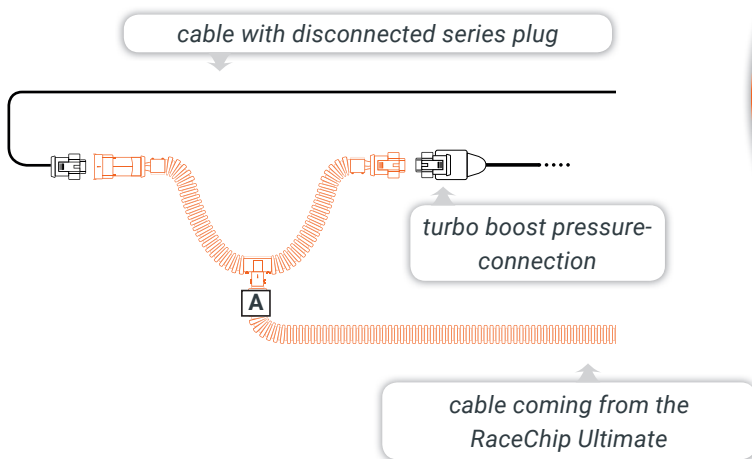 cable with disconnected series plug
turbo boost pressure-
connection
A
cable coming from the
RaceChip Ultimate